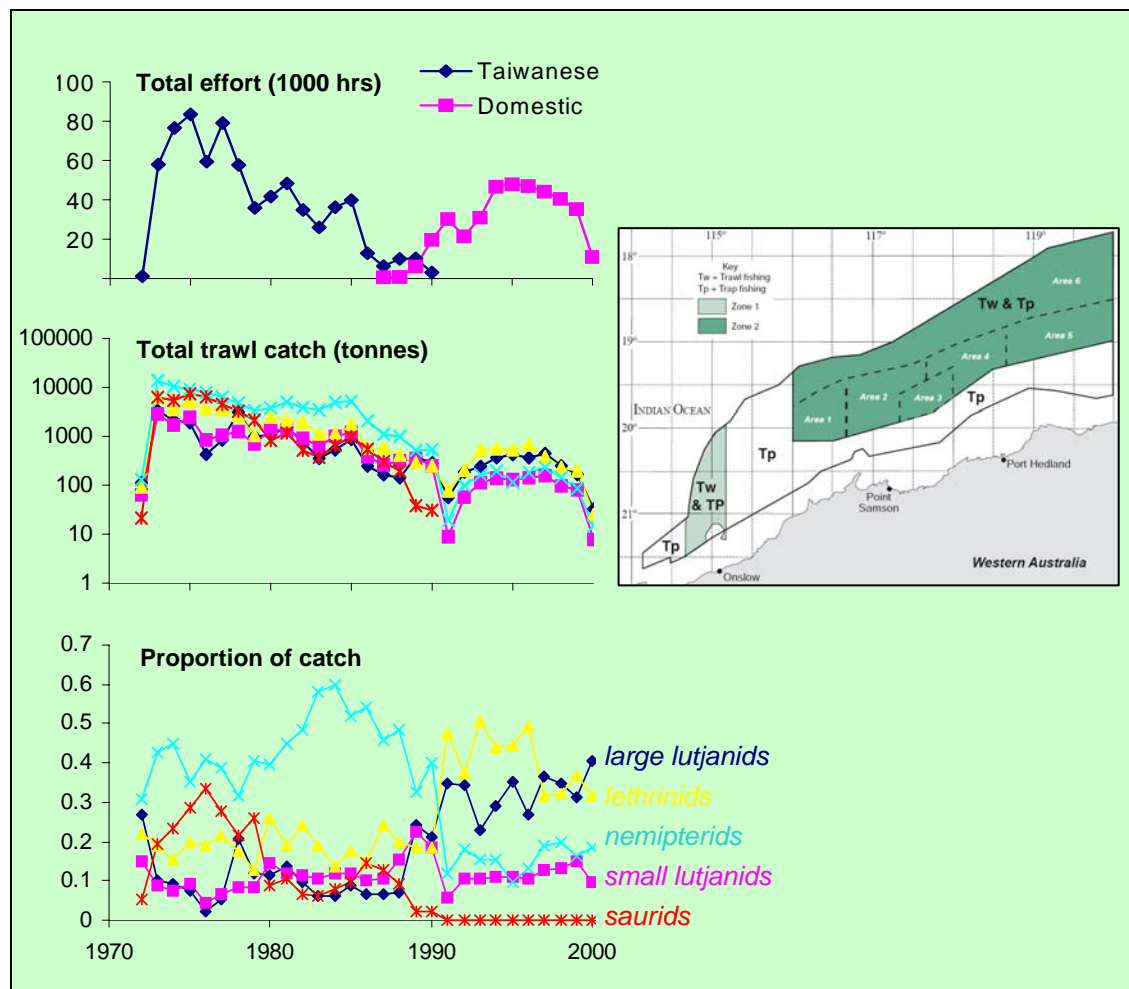 Total effort (1000 hrs)
Taiwanese
Domestic
100
80
60
40
20
Total trawl catch (tonnes)
100000
10000
1000
100
10
1
Proportion of catch
0.7
0.6
0.5
0.4
0.3
0.2
0.1
0
1970
1980
1990
2000
large lutjanids
lethrinids
nemipterids
small lutjanids
saurids
115°
117°
119°
18°
19°
20°
21°
Key
Tw = Trawl fishing
Tp = Trap fishing
Zone 1
Zone 2
Tw & Tp
Area 6
Area 5
Area 4
Area 3
Area 2
Area 1
INDIAN OCEAN
Tp
Tp
Tw
& TP
Tp
Port Hedland
Point
Samson
Onslow
Western Australia